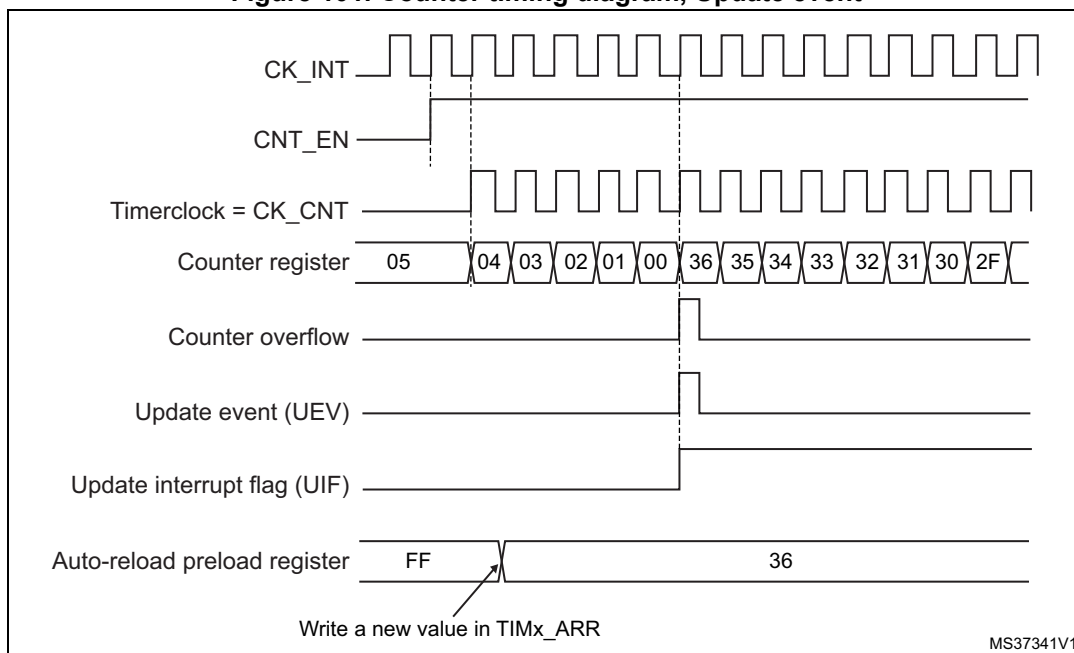 CK_INT
CNT_EN
Timerclock = CK_CNT
Counter register 05 04 03 02 01 00 36 35 34 33 32 31 30 2F
Counter overflow
Update event (UEV)
Update interrupt flag (UIF)
Auto-reload preload register FF 36
Write a new value in TIMx_ARR
MS37341V1